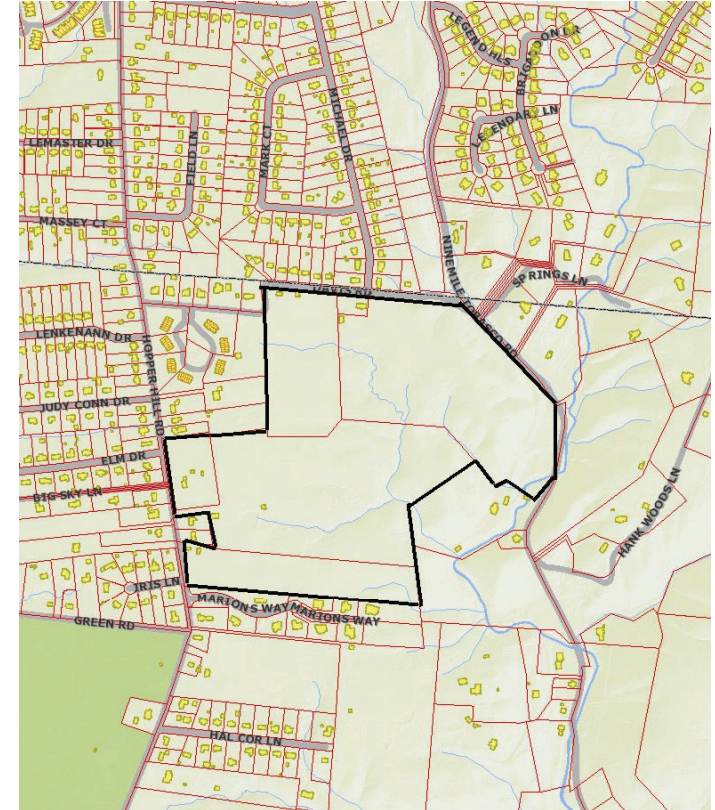 LEGEND HLS
BRIGADOON LN
LEGENDARY LN
MICHAEL DR
MARK CT
FIELD LN
LEMASTER DR
MASSEY CT
SPRINGS LN
LENKENANN DR
HOPPER HILL RD
JUDY CONN DR
ELM DR
BIG SKY LN
HANK WOODS LN
IRIS LN
MARIONS WAY MARIONS WAY
GREEN RD
HAL COR LN